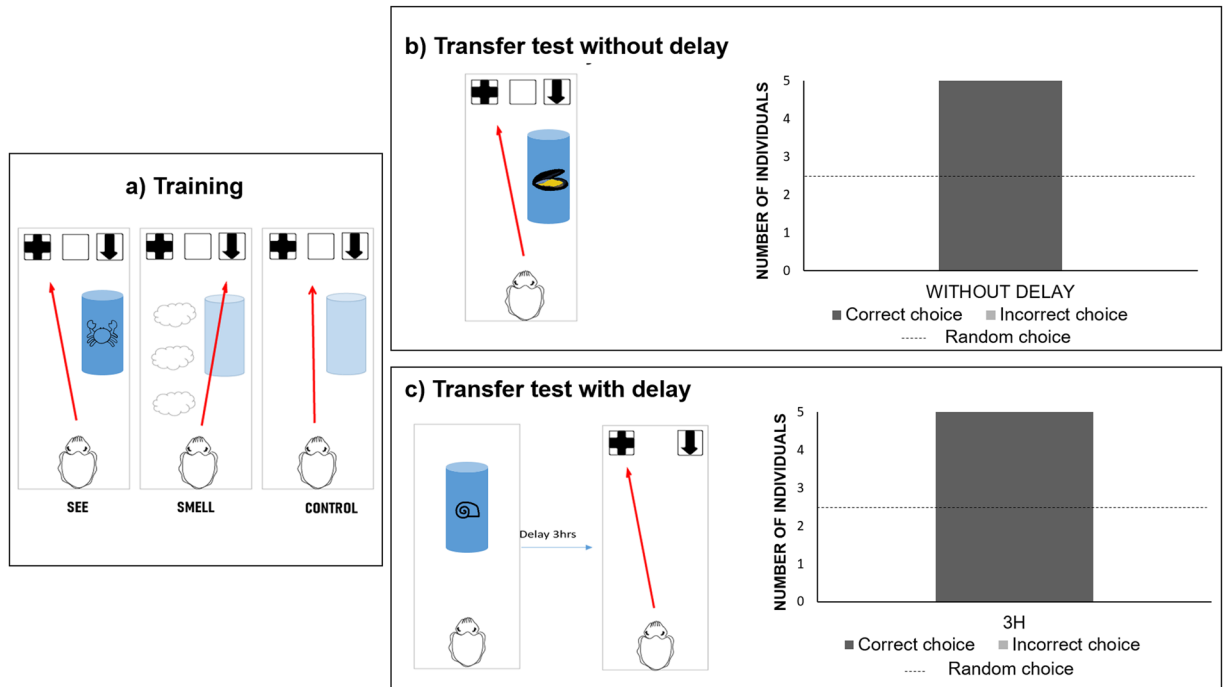 a) Training
SEE
SMELL
CONTROL
b) Transfer test without delay
NUMBER OF INDIVIDUALS
5
4
3
2
1
0
WITHOUT DELAY
Correct choice
Incorrect choice
Random choice
c) Transfer test with delay
Delay 3hrs
NUMBER OF INDIVIDUALS
5
4
3
2
1
0
3H
Correct choice
Incorrect choice
Random choice